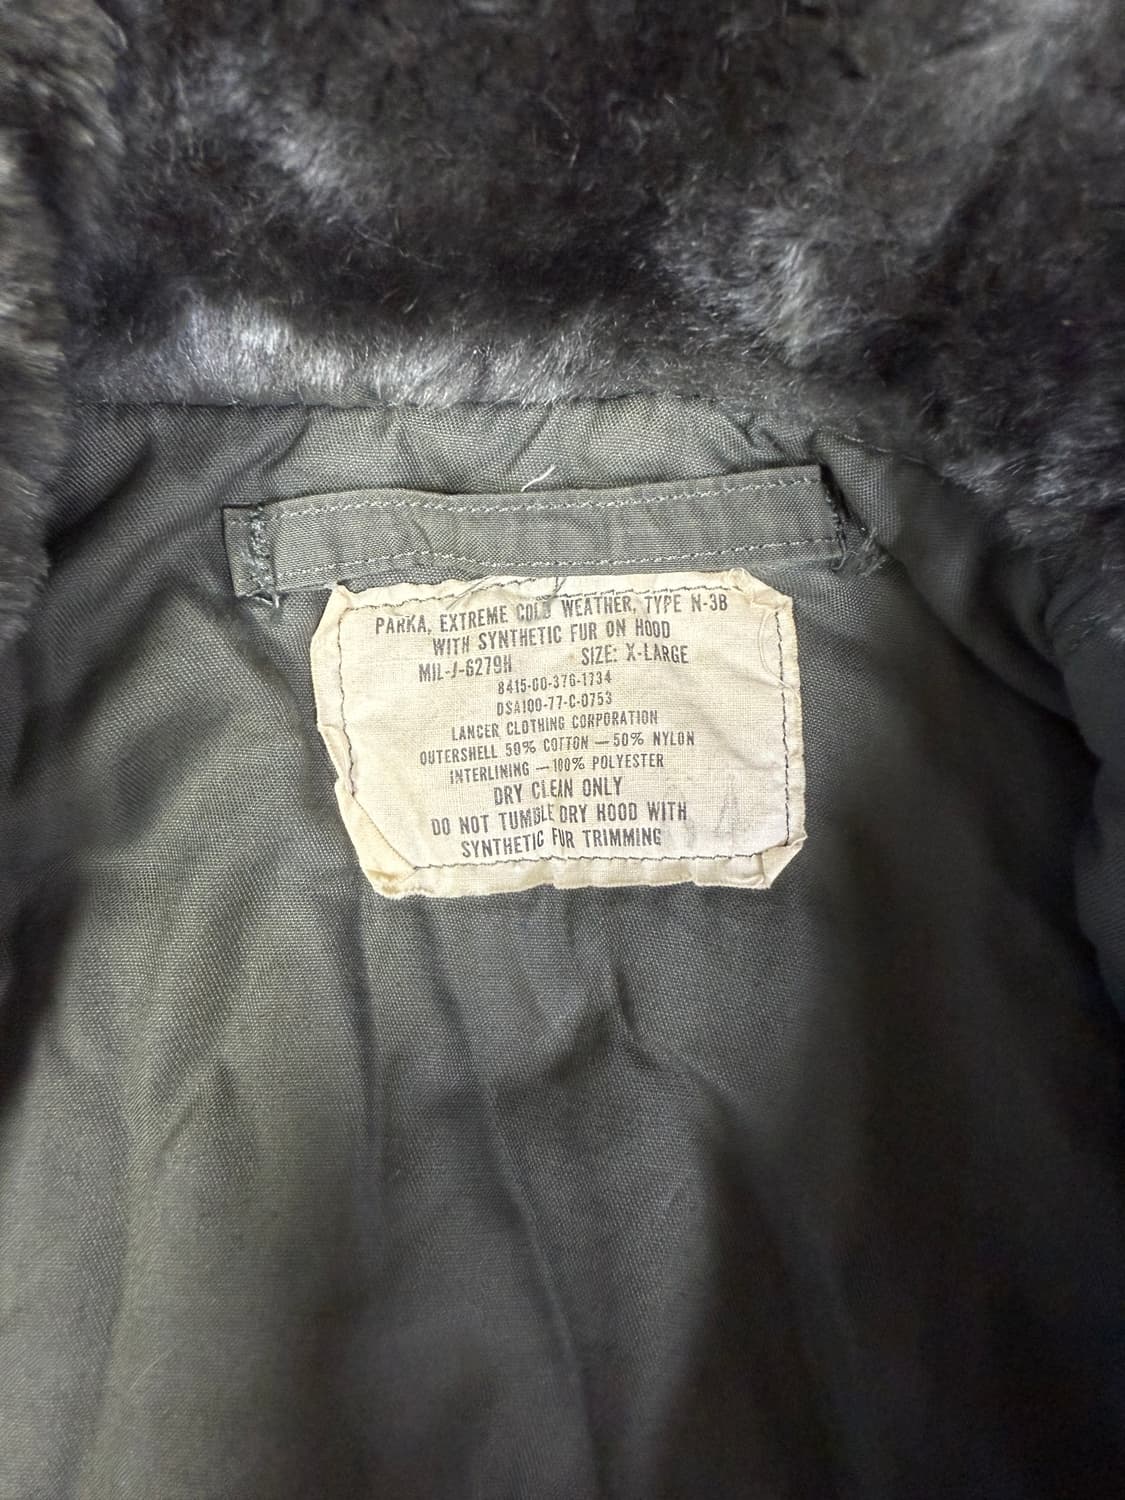 PARKA, EXTREME COLD WEATHER, TYPE N-3B
WITH SYNTHETIC FUR ON HOOD
MIL-J-6279H SIZE: X-LARGE
8415-00-376-1734
DSA100-77-C-0753
LANCER CLOTHING CORPORATION
OUTERSHELL 50% COTTON — 50% NYLON
INTERLINING — 100% POLYESTER
DRY CLEAN ONLY
DO NOT TUMBLE DRY HOOD WITH
SYNTHETIC FUR TRIMMING